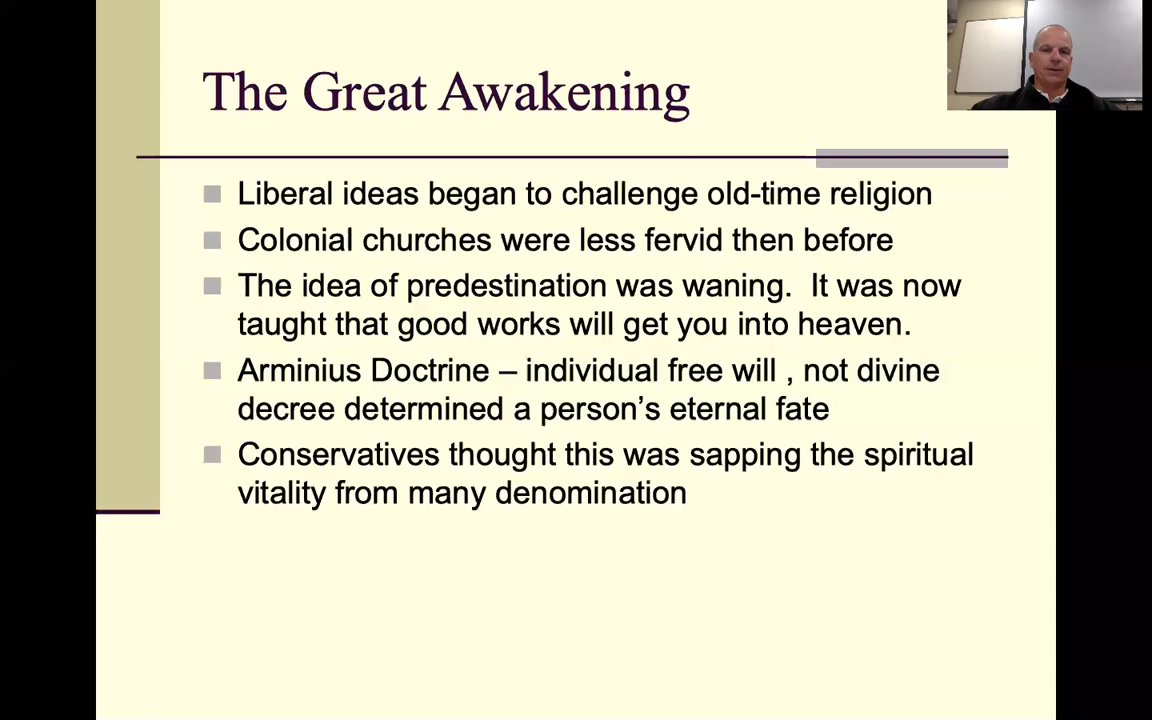 The Great Awakening
Liberal ideas began to challenge old-time religion
Colonial churches were less fervid then before
The idea of predestination was waning.  It was now
taught that good works will get you into heaven.
Arminius Doctrine – individual free will , not divine
decree determined a person’s eternal fate
Conservatives thought this was sapping the spiritual
vitality from many denomination